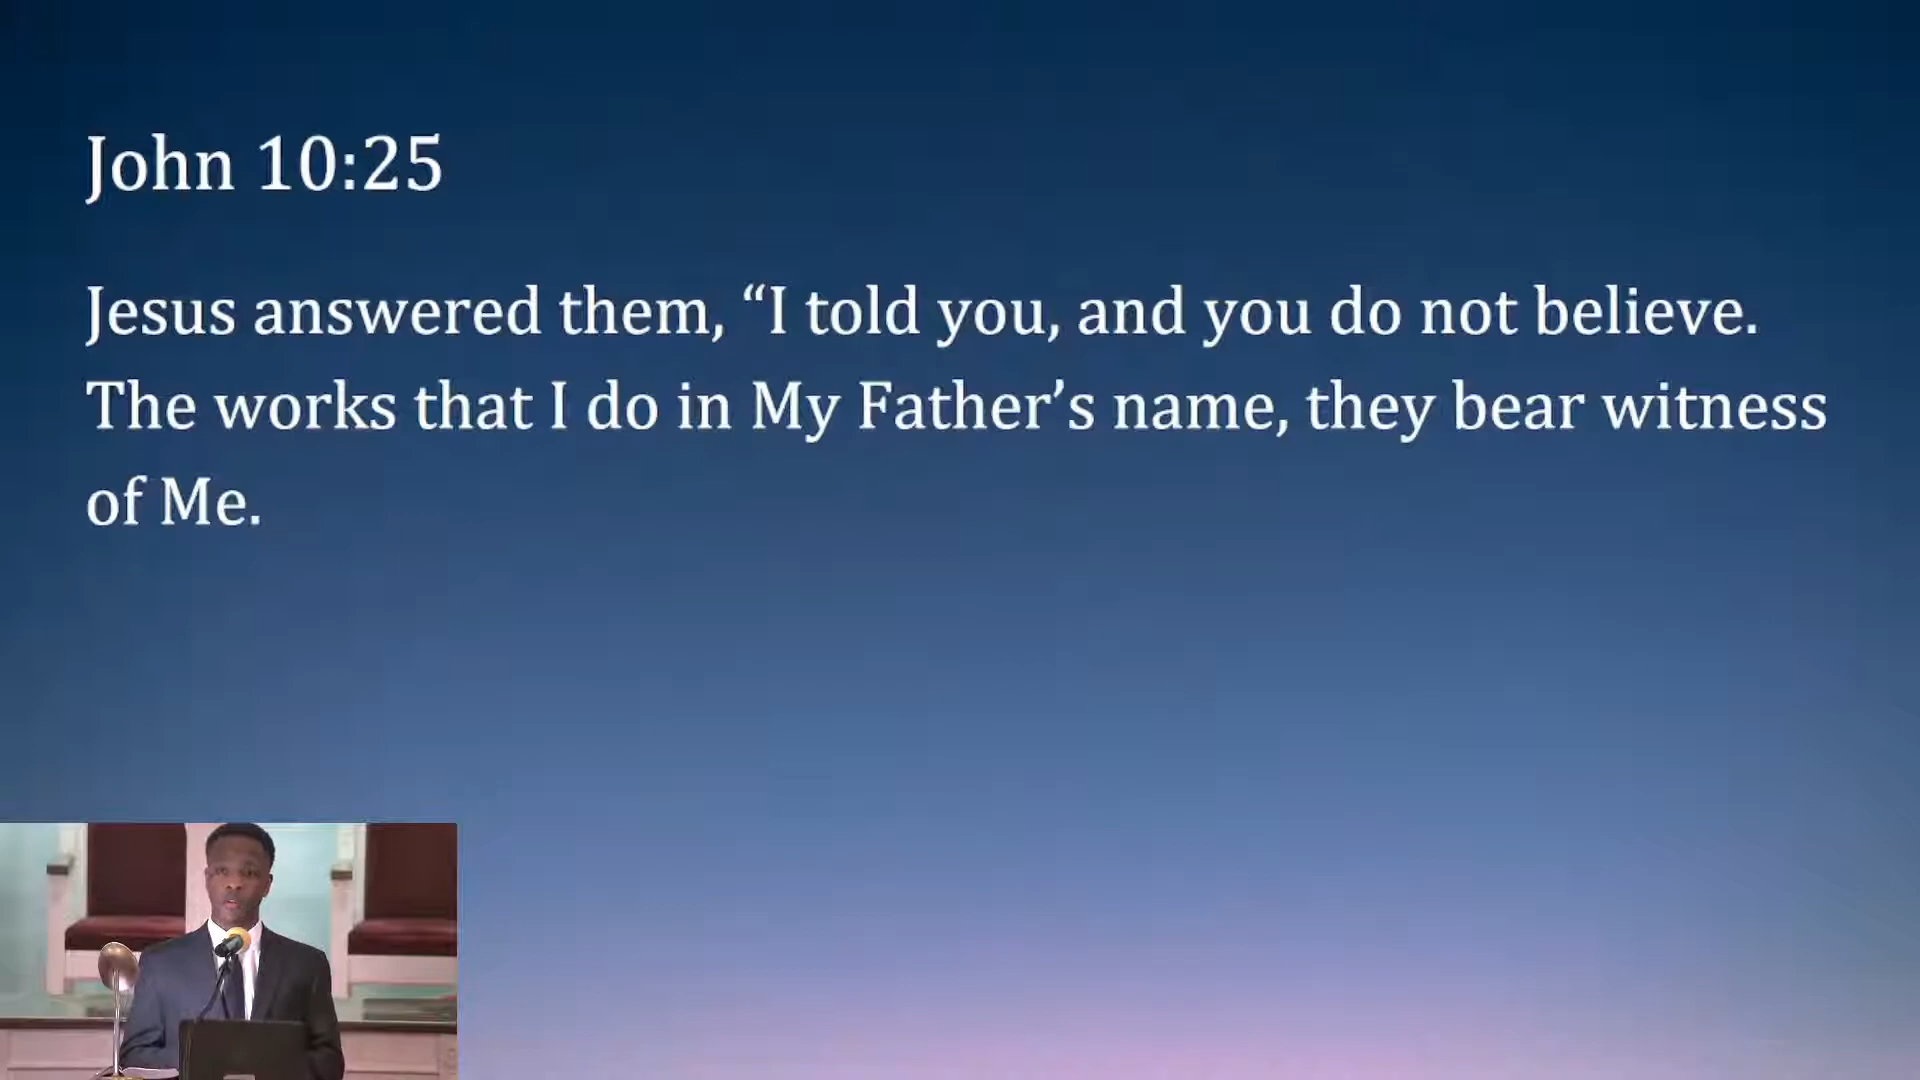 John 10:25
Jesus answered them, “I told you, and you do not believe.
The works that I do in My Father’s name, they bear witness
of Me.